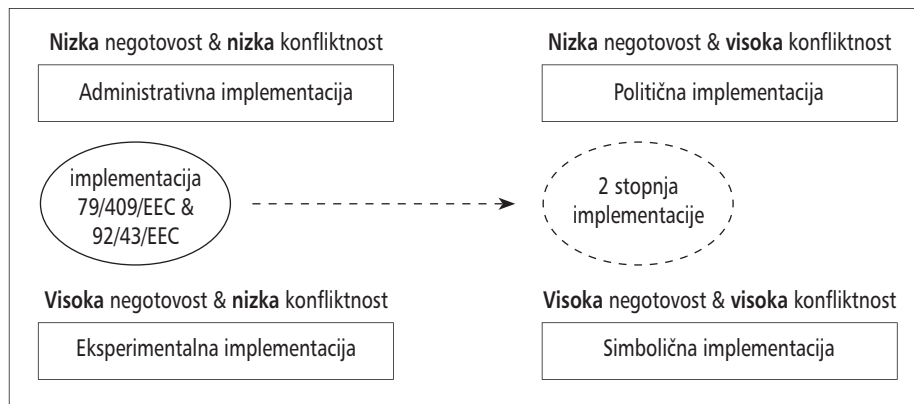 Nizka negotovost & nizka konfliktnost
Administrativna implementacija
Nizka negotovost & visoka konfliktnost
Politična implementacija
implementacija
79/409/EEC &
92/43/EEC
2 stopnja
implementacije
Visoka negotovost & nizka konfliktnost
Eksperimentalna implementacija
Visoka negotovost & visoka konfliktnost
Simbolična implementacija